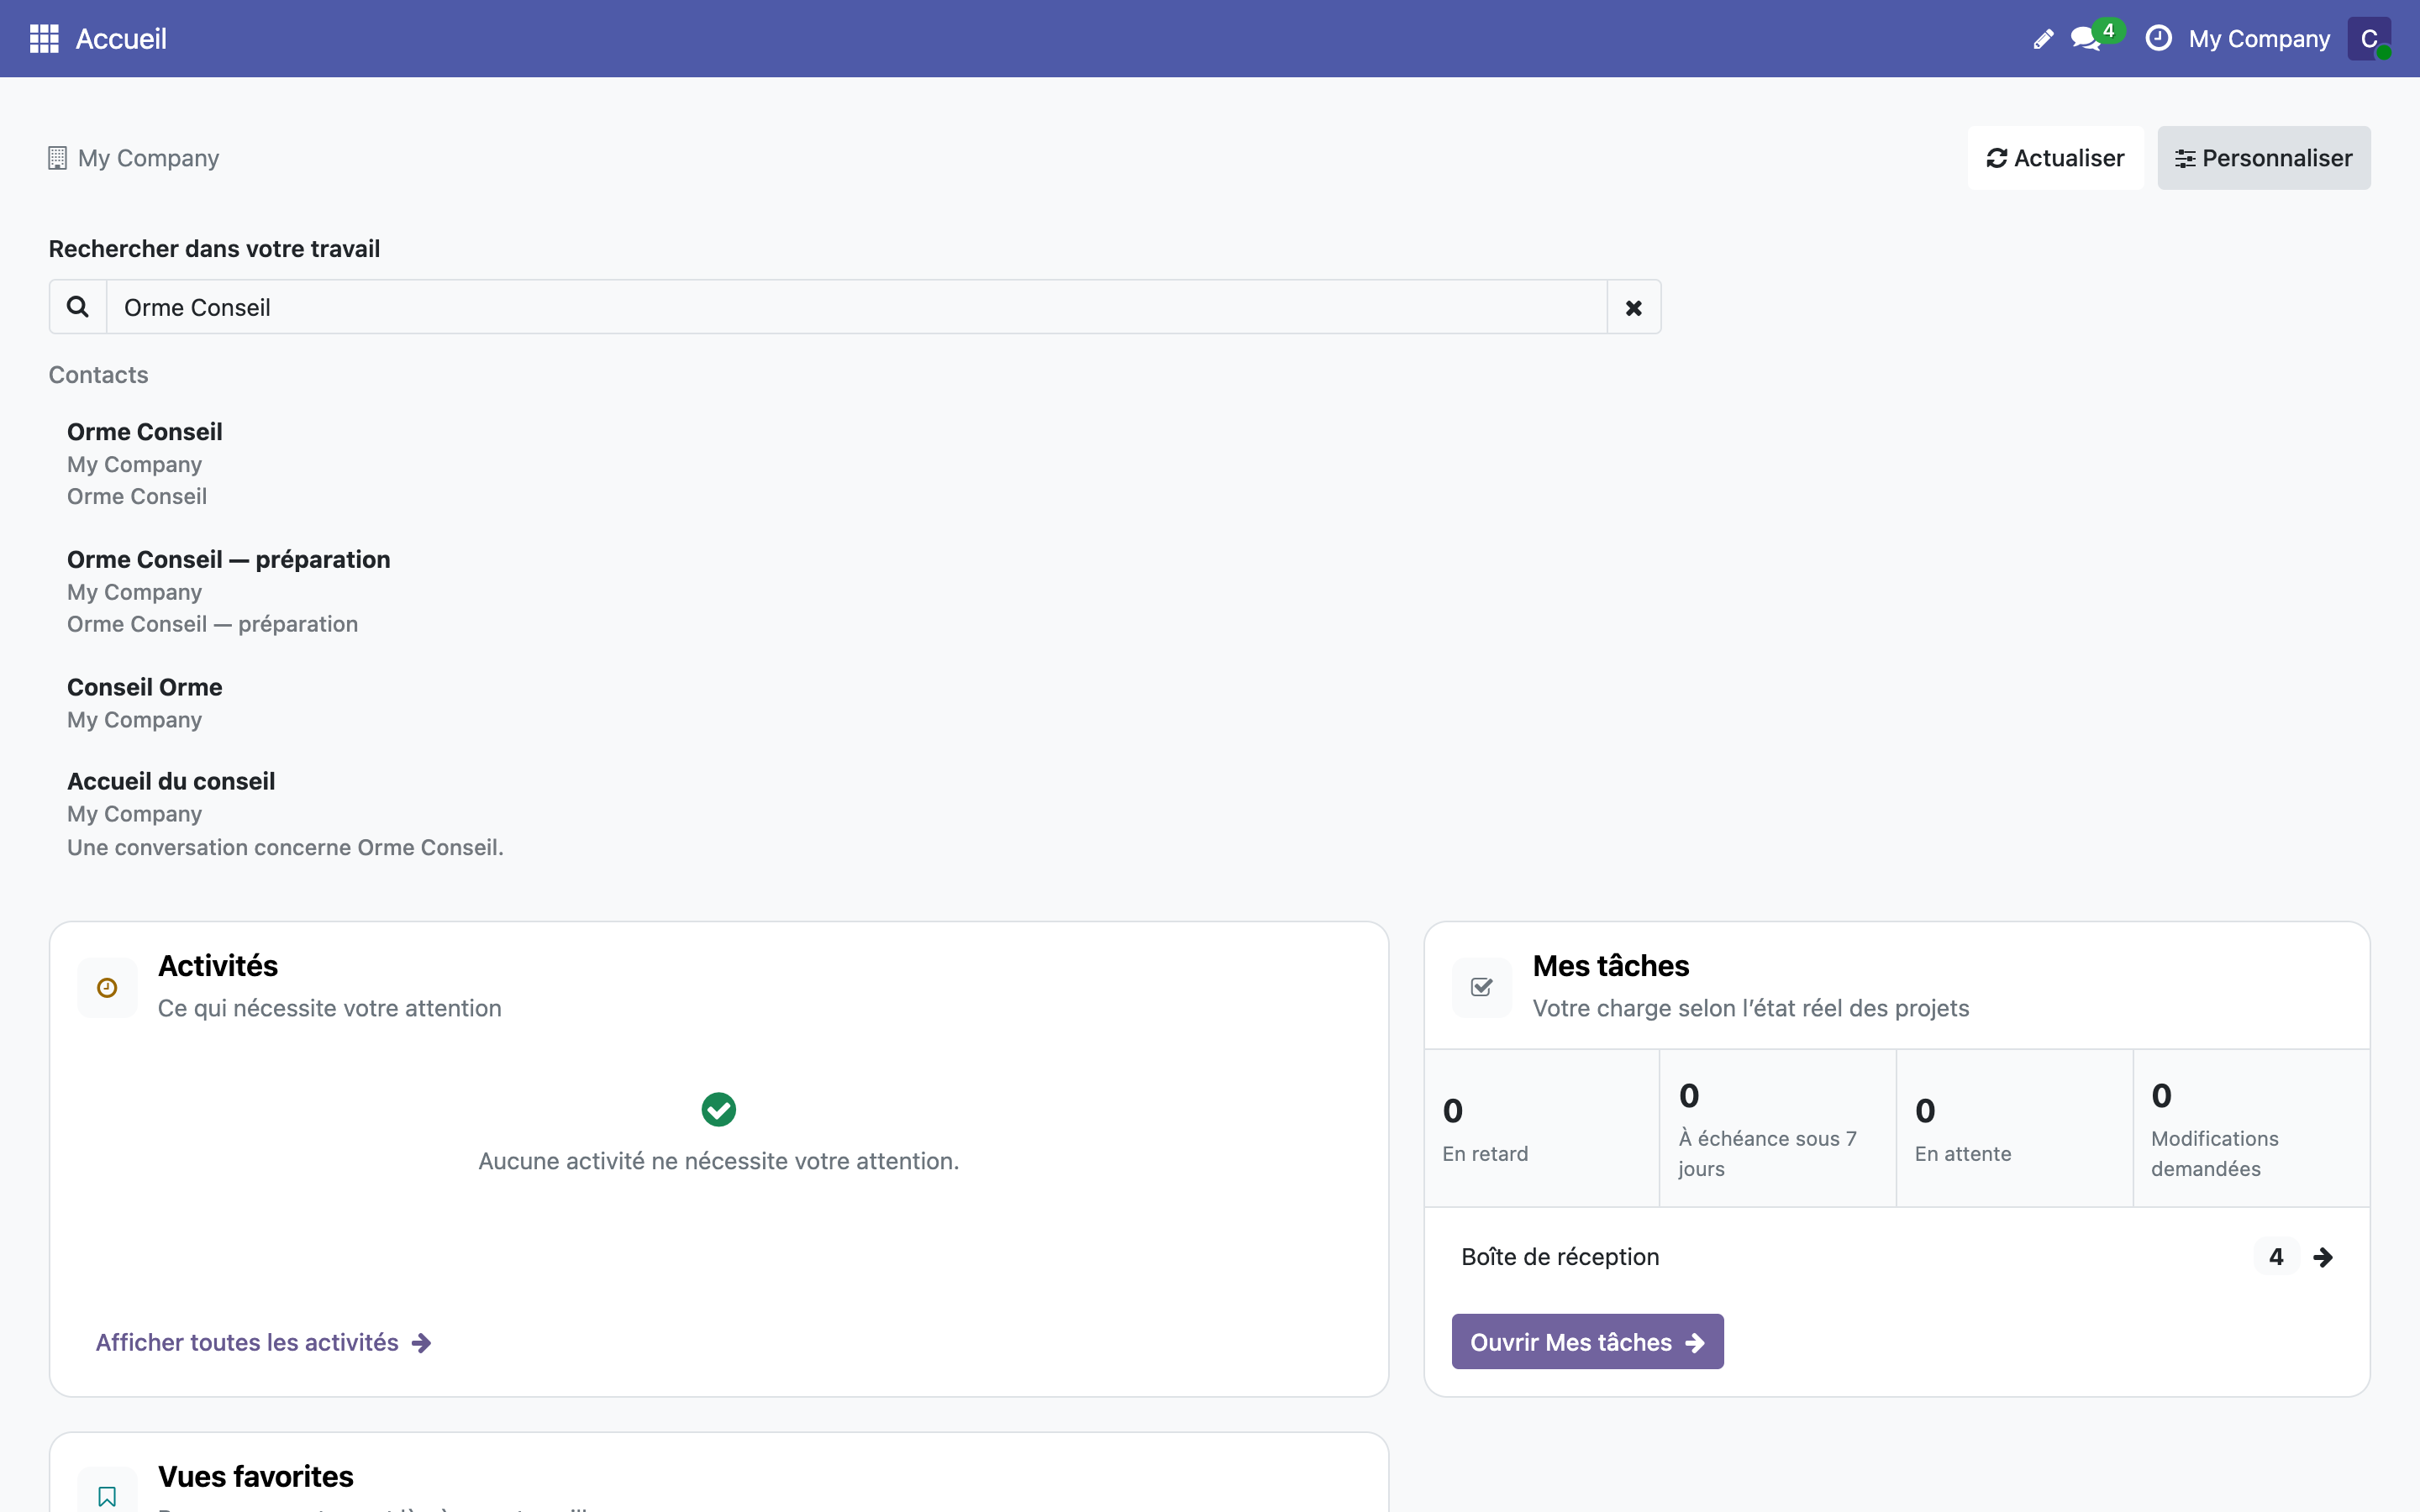 Accueil
4
My Company
C
My Company
Actualiser
Personnaliser
Rechercher dans votre travail
Orme Conseil
Contacts
Orme Conseil
My Company
Orme Conseil
Orme Conseil — préparation
My Company
Orme Conseil — préparation
Conseil Orme
My Company
Accueil du conseil
My Company
Une conversation concerne Orme Conseil.
Activités
Ce qui nécessite votre attention
Aucune activité ne nécessite votre attention.
Afficher toutes les activités
Mes tâches
Votre charge selon l’état réel des projets
0
En retard
0
À échéance sous 7
jours
0
En attente
0
Modifications
demandées
Boîte de réception
4
Ouvrir Mes tâches
Vues favorites